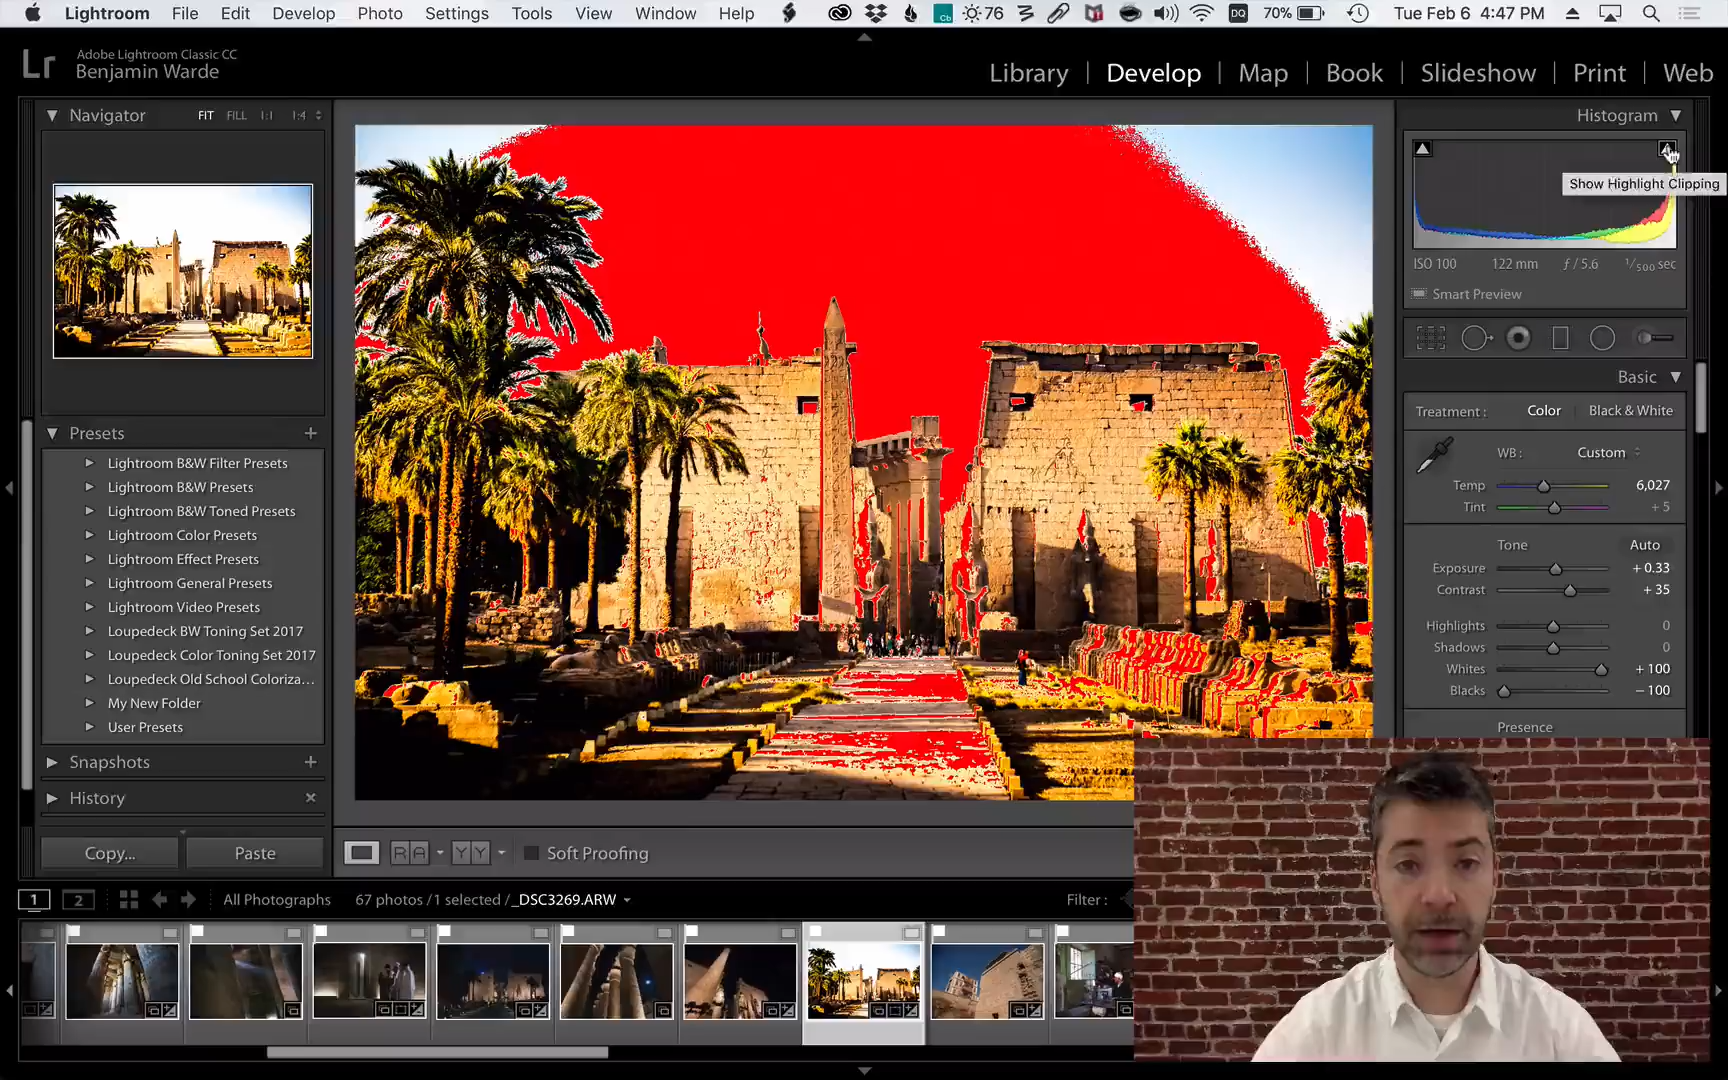 Lightroom File Edit Develop Photo Settings Tools View Window Help Cb 76 DQ 70% Tue Feb 6 4:47 PM
Lr Adobe Lightroom Classic CC
Benjamin Warde
Library | Develop | Map | Book | Slideshow | Print | Web
Navigator FIT FILL 1:1 1:4
Histogram
Show Highlight Clipping
ISO 100 122 mm ƒ / 5.6 1/500 sec
Smart Preview
Basic
Treatment : Color Black & White
WB : Custom
Temp 6,027
Tint + 5
Tone Auto
Exposure + 0.33
Contrast + 35
Highlights 0
Shadows 0
Whites + 100
Blacks – 100
Presence
Presets +
Lightroom B&W Filter Presets
Lightroom B&W Presets
Lightroom B&W Toned Presets
Lightroom Color Presets
Lightroom Effect Presets
Lightroom General Presets
Lightroom Video Presets
Loupedeck BW Toning Set 2017
Loupedeck Color Toning Set 2017
Loupedeck Old School Coloriza...
My New Folder
User Presets
Snapshots +
History ×
Copy... Paste
R A Y Y Soft Proofing
1 2 All Photographs 67 photos / 1 selected / _DSC3269.ARW Filter :